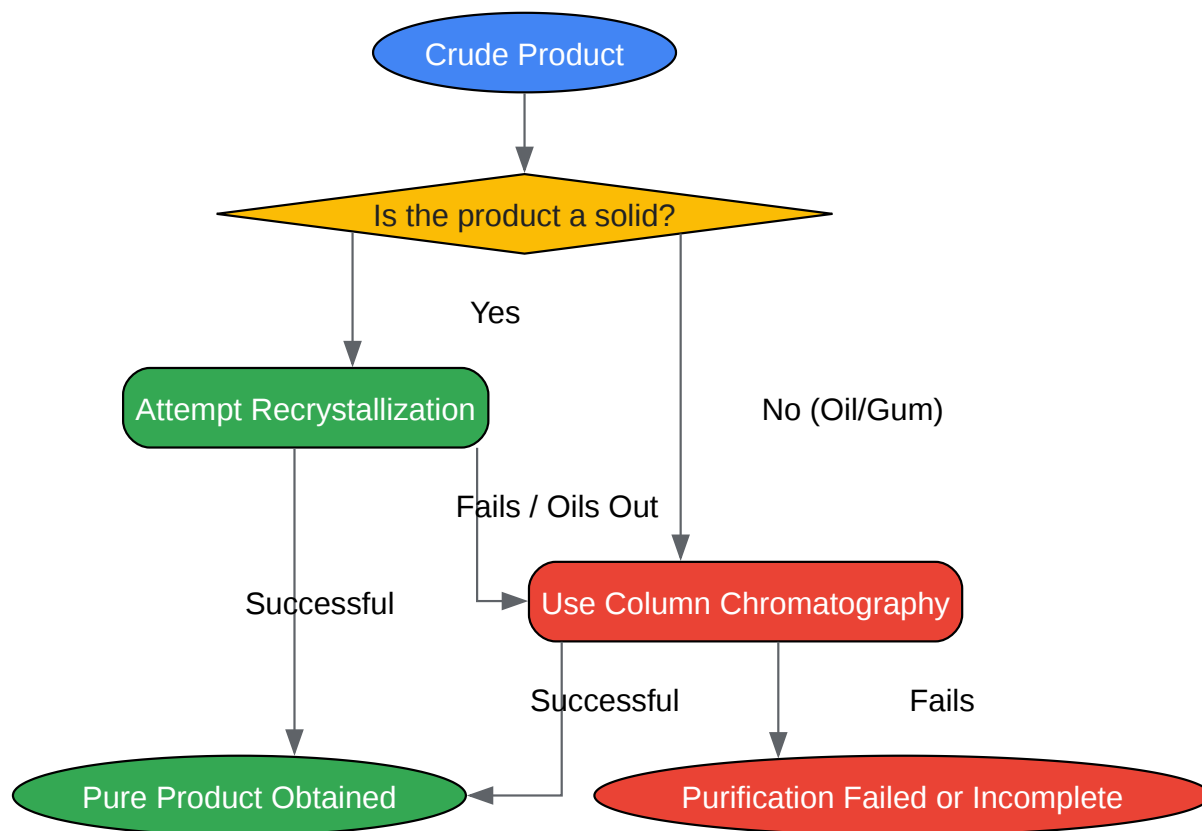 Crude Product
Is the product a solid?
Yes
Attempt Recrystallization
No (Oil/Gum)
Fails / Oils Out
Successful
Use Column Chromatography
Successful
Fails
Pure Product Obtained
Purification Failed or Incomplete